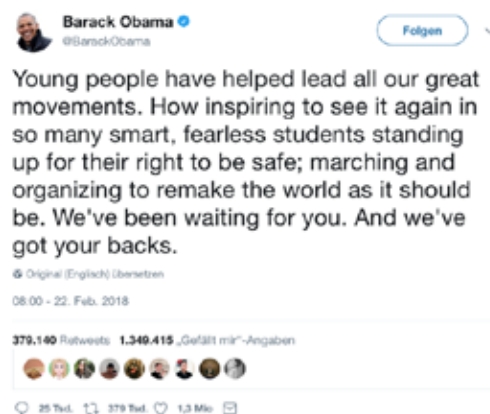 Barack Obama
@BarackObama
Folgen
Young people have helped lead all our great
movements. How inspiring to see it again in
so many smart, fearless students standing
up for their right to be safe; marching and
organizing to remake the world as it should
be. We've been waiting for you. And we've
got your backs.
Original (Englisch) übersetzen
08:00 - 22. Feb. 2018
379.140 Retweets 1.349.415 „Gefällt mir“-Angaben
25 Tsd. 379 Tsd. 1,3 Mio